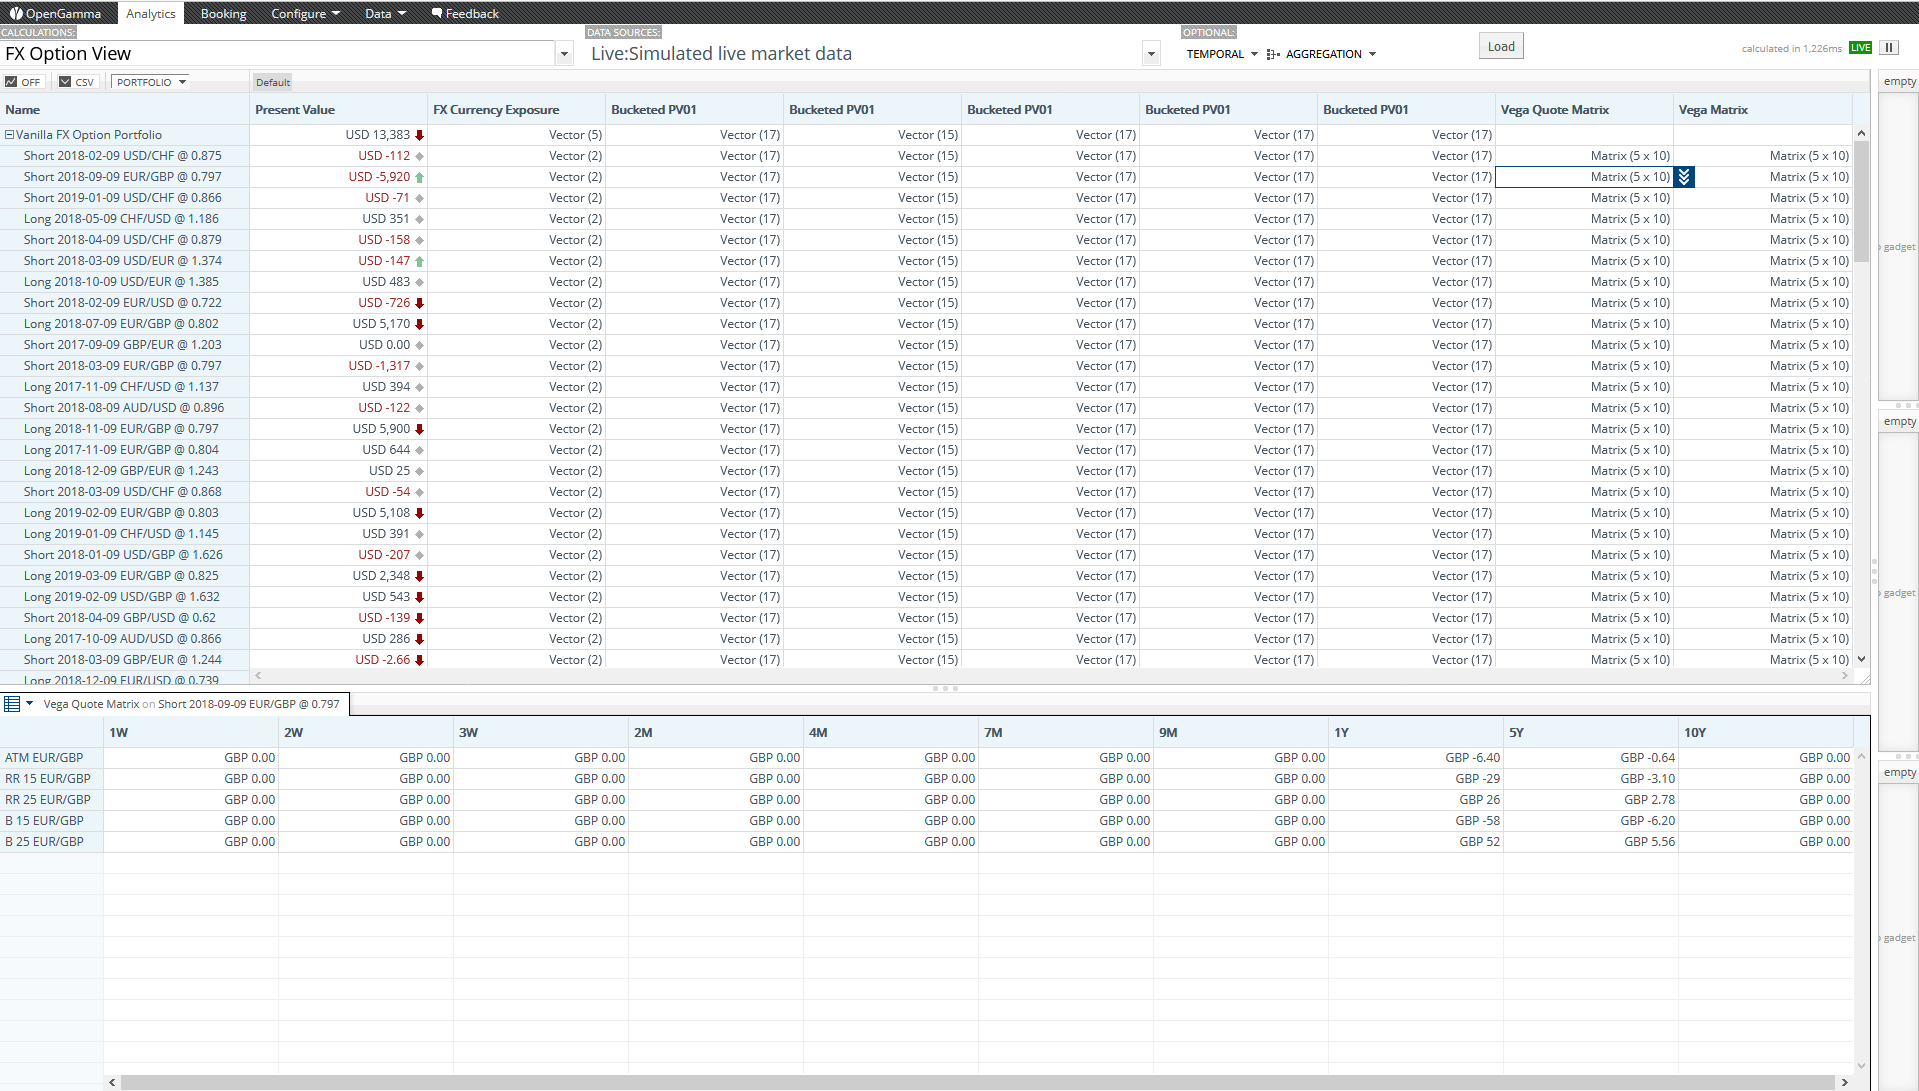 OpenGamma Analytics Booking Configure Data Feedback
CALCULATIONS: DATA SOURCES: OPTIONAL:
FX Option View Live:Simulated live market data TEMPORAL AGGREGATION Load calculated in 1,226ms LIVE
OFF CSV PORTFOLIO Default empty
Name Present Value FX Currency Exposure Bucketed PV01 Bucketed PV01 Bucketed PV01 Bucketed PV01 Bucketed PV01 Vega Quote Matrix Vega Matrix
Vanilla FX Option Portfolio USD 13,383 Vector (5) Vector (17) Vector (15) Vector (17) Vector (17) Vector (17)
Short 2018-02-09 USD/CHF @ 0.875 USD -112 Vector (2) Vector (17) Vector (15) Vector (17) Vector (17) Vector (17) Matrix (5 x 10) Matrix (5 x 10)
Short 2018-09-09 EUR/GBP @ 0.797 USD -5,920 Vector (2) Vector (17) Vector (15) Vector (17) Vector (17) Vector (17) Matrix (5 x 10) Matrix (5 x 10)
Short 2019-01-09 USD/CHF @ 0.866 USD -71 Vector (2) Vector (17) Vector (15) Vector (17) Vector (17) Vector (17) Matrix (5 x 10) Matrix (5 x 10)
Long 2018-05-09 CHF/USD @ 1.186 USD 351 Vector (2) Vector (17) Vector (15) Vector (17) Vector (17) Vector (17) Matrix (5 x 10) Matrix (5 x 10)
Short 2018-04-09 USD/CHF @ 0.879 USD -158 Vector (2) Vector (17) Vector (15) Vector (17) Vector (17) Vector (17) Matrix (5 x 10) Matrix (5 x 10)
gadget
Short 2018-03-09 USD/EUR @ 1.374 USD -147 Vector (2) Vector (17) Vector (15) Vector (17) Vector (17) Vector (17) Matrix (5 x 10) Matrix (5 x 10)
Long 2018-10-09 USD/EUR @ 1.385 USD 483 Vector (2) Vector (17) Vector (15) Vector (17) Vector (17) Vector (17) Matrix (5 x 10) Matrix (5 x 10)
Short 2018-02-09 EUR/USD @ 0.722 USD -726 Vector (2) Vector (17) Vector (15) Vector (17) Vector (17) Vector (17) Matrix (5 x 10) Matrix (5 x 10)
Long 2018-07-09 EUR/GBP @ 0.802 USD 5,170 Vector (2) Vector (17) Vector (15) Vector (17) Vector (17) Vector (17) Matrix (5 x 10) Matrix (5 x 10)
Short 2017-09-09 GBP/EUR @ 1.203 USD 0.00 Vector (2) Vector (17) Vector (15) Vector (17) Vector (17) Vector (17) Matrix (5 x 10) Matrix (5 x 10)
Short 2018-03-09 EUR/GBP @ 0.797 USD -1,317 Vector (2) Vector (17) Vector (15) Vector (17) Vector (17) Vector (17) Matrix (5 x 10) Matrix (5 x 10)
Long 2017-11-09 CHF/USD @ 1.137 USD 394 Vector (2) Vector (17) Vector (15) Vector (17) Vector (17) Vector (17) Matrix (5 x 10) Matrix (5 x 10)
Short 2018-08-09 AUD/USD @ 0.896 USD -122 Vector (2) Vector (17) Vector (15) Vector (17) Vector (17) Vector (17) Matrix (5 x 10) Matrix (5 x 10)
empty
Long 2018-11-09 EUR/GBP @ 0.797 USD 5,900 Vector (2) Vector (17) Vector (15) Vector (17) Vector (17) Vector (17) Matrix (5 x 10) Matrix (5 x 10)
Long 2017-11-09 EUR/GBP @ 0.804 USD 644 Vector (2) Vector (17) Vector (15) Vector (17) Vector (17) Vector (17) Matrix (5 x 10) Matrix (5 x 10)
Long 2018-12-09 GBP/EUR @ 1.243 USD 25 Vector (2) Vector (17) Vector (15) Vector (17) Vector (17) Vector (17) Matrix (5 x 10) Matrix (5 x 10)
Short 2018-03-09 USD/CHF @ 0.868 USD -54 Vector (2) Vector (17) Vector (15) Vector (17) Vector (17) Vector (17) Matrix (5 x 10) Matrix (5 x 10)
Long 2019-02-09 EUR/GBP @ 0.803 USD 5,108 Vector (2) Vector (17) Vector (15) Vector (17) Vector (17) Vector (17) Matrix (5 x 10) Matrix (5 x 10)
Long 2019-01-09 CHF/USD @ 1.145 USD 391 Vector (2) Vector (17) Vector (15) Vector (17) Vector (17) Vector (17) Matrix (5 x 10) Matrix (5 x 10)
Short 2018-01-09 USD/GBP @ 1.626 USD -207 Vector (2) Vector (17) Vector (15) Vector (17) Vector (17) Vector (17) Matrix (5 x 10) Matrix (5 x 10)
Long 2019-03-09 EUR/GBP @ 0.825 USD 2,348 Vector (2) Vector (17) Vector (15) Vector (17) Vector (17) Vector (17) Matrix (5 x 10) Matrix (5 x 10)
gadget
Long 2019-02-09 USD/GBP @ 1.632 USD 543 Vector (2) Vector (17) Vector (15) Vector (17) Vector (17) Vector (17) Matrix (5 x 10) Matrix (5 x 10)
Short 2018-04-09 GBP/USD @ 0.62 USD -139 Vector (2) Vector (17) Vector (15) Vector (17) Vector (17) Vector (17) Matrix (5 x 10) Matrix (5 x 10)
Long 2017-10-09 AUD/USD @ 0.866 USD 286 Vector (2) Vector (17) Vector (15) Vector (17) Vector (17) Vector (17) Matrix (5 x 10) Matrix (5 x 10)
Short 2018-03-09 GBP/EUR @ 1.244 USD -2.66 Vector (2) Vector (17) Vector (15) Vector (17) Vector (17) Vector (17) Matrix (5 x 10) Matrix (5 x 10)
Long 2018-12-09 EUR/USD @ 0.739
Vega Quote Matrix on Short 2018-09-09 EUR/GBP @ 0.797
1W 2W 3W 2M 4M 7M 9M 1Y 5Y 10Y
ATM EUR/GBP GBP 0.00 GBP 0.00 GBP 0.00 GBP 0.00 GBP 0.00 GBP 0.00 GBP 0.00 GBP -6.40 GBP -0.64 GBP 0.00
empty
RR 15 EUR/GBP GBP 0.00 GBP 0.00 GBP 0.00 GBP 0.00 GBP 0.00 GBP 0.00 GBP 0.00 GBP -29 GBP -3.10 GBP 0.00
RR 25 EUR/GBP GBP 0.00 GBP 0.00 GBP 0.00 GBP 0.00 GBP 0.00 GBP 0.00 GBP 0.00 GBP 26 GBP 2.78 GBP 0.00
B 15 EUR/GBP GBP 0.00 GBP 0.00 GBP 0.00 GBP 0.00 GBP 0.00 GBP 0.00 GBP 0.00 GBP -58 GBP -6.20 GBP 0.00
B 25 EUR/GBP GBP 0.00 GBP 0.00 GBP 0.00 GBP 0.00 GBP 0.00 GBP 0.00 GBP 0.00 GBP 52 GBP 5.56 GBP 0.00
gadget